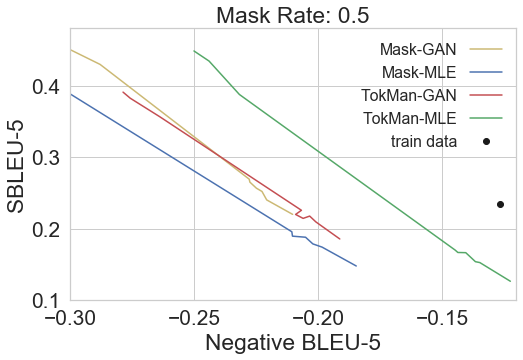 Mask Rate: 0.5
Mask-GAN
Mask-MLE
TokMan-GAN
TokMan-MLE
train data
SBLEU-5
0.4
0.3
0.2
0.1
−0.30
−0.25
−0.20
−0.15
Negative BLEU-5